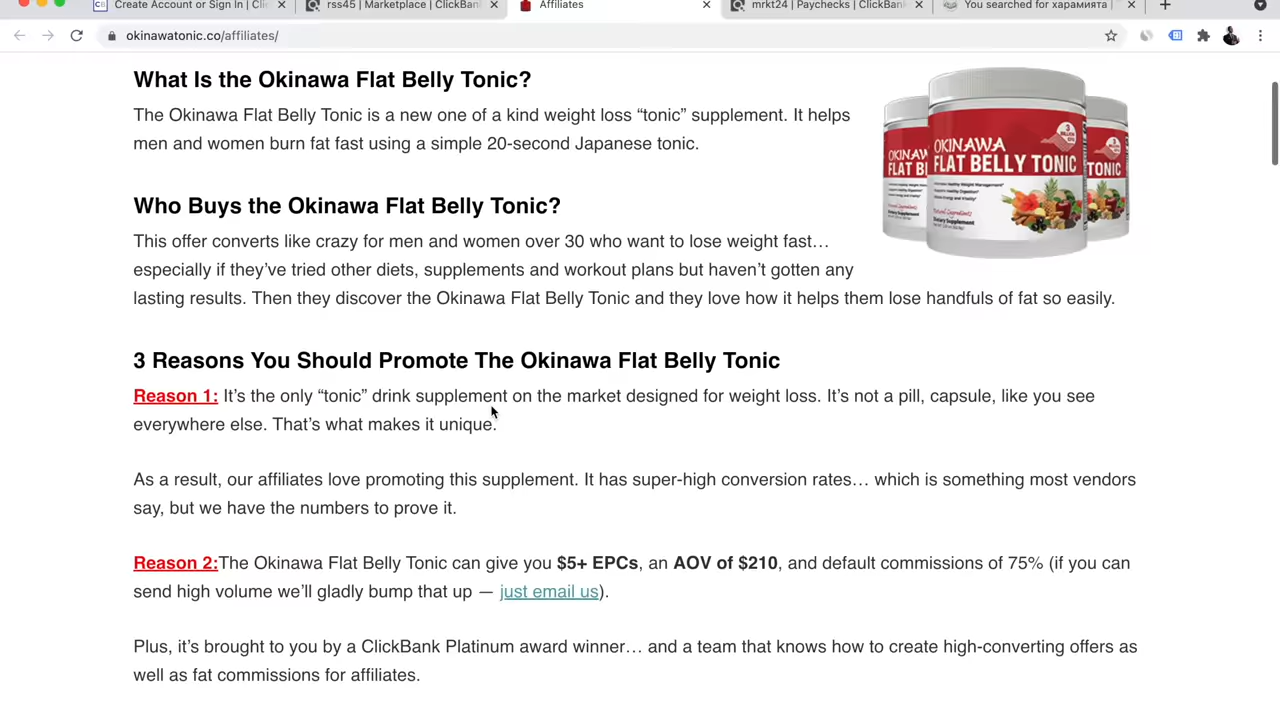 Create Account or Sign In | Cli
rss45 | Marketplace | ClickBank
Affiliates
mrkt24 | Paychecks | ClickBank
You searched for харамията |
okinawatonic.co/affiliates/
What Is the Okinawa Flat Belly Tonic?
The Okinawa Flat Belly Tonic is a new one of a kind weight loss “tonic” supplement. It helps
men and women burn fat fast using a simple 20-second Japanese tonic.
OKINAWA
FLAT BELLY TONIC
Dietary Supplement
Who Buys the Okinawa Flat Belly Tonic?
This offer converts like crazy for men and women over 30 who want to lose weight fast…
especially if they’ve tried other diets, supplements and workout plans but haven’t gotten any
lasting results. Then they discover the Okinawa Flat Belly Tonic and they love how it helps them lose handfuls of fat so easily.
3 Reasons You Should Promote The Okinawa Flat Belly Tonic
Reason 1: It’s the only “tonic” drink supplement on the market designed for weight loss. It’s not a pill, capsule, like you see
everywhere else. That’s what makes it unique.
As a result, our affiliates love promoting this supplement. It has super-high conversion rates… which is something most vendors
say, but we have the numbers to prove it.
Reason 2:The Okinawa Flat Belly Tonic can give you $5+ EPCs, an AOV of $210, and default commissions of 75% (if you can
send high volume we’ll gladly bump that up — just email us).
Plus, it’s brought to you by a ClickBank Platinum award winner… and a team that knows how to create high-converting offers as
well as fat commissions for affiliates.